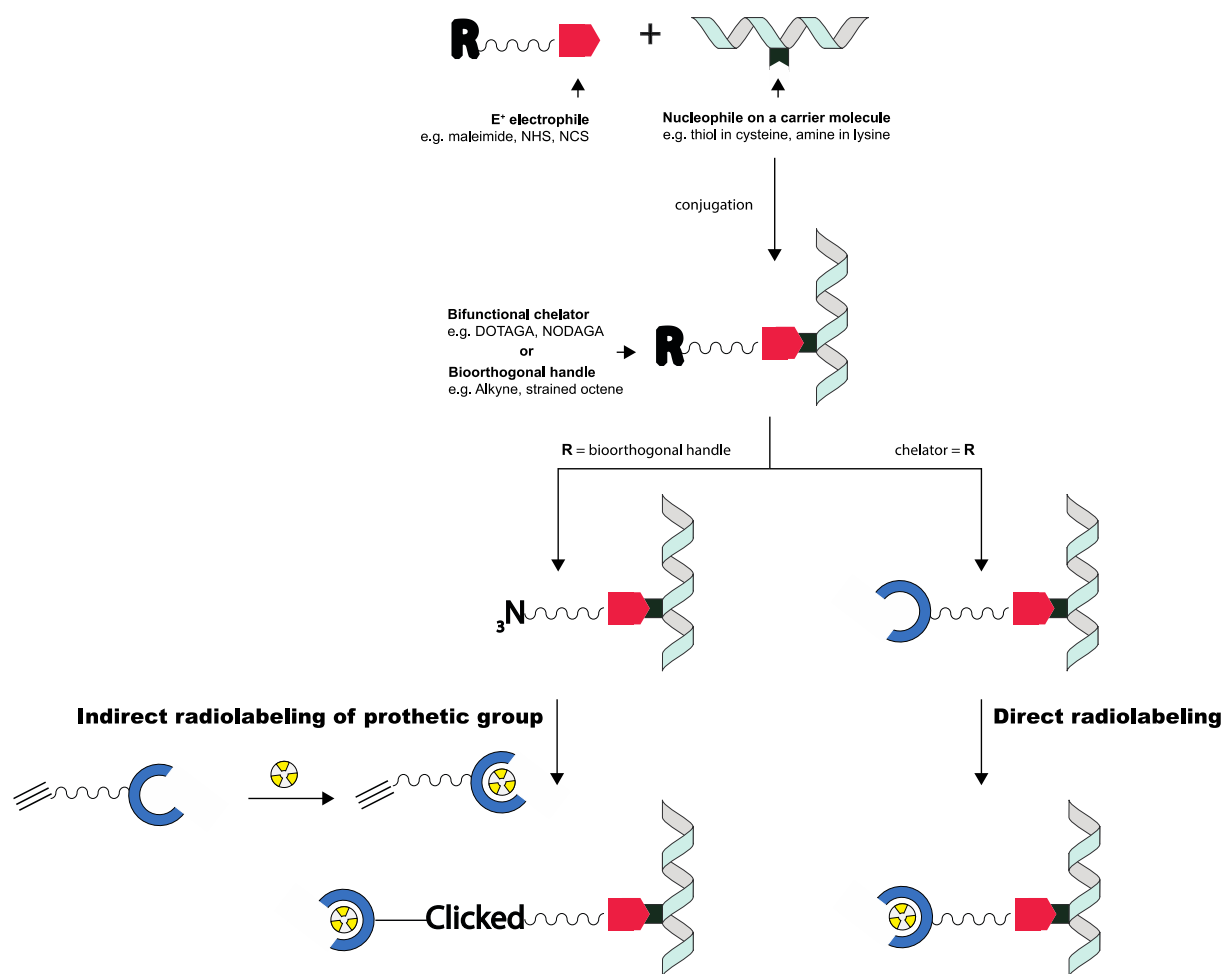 R
+
E⁺ electrophile
e.g. maleimide, NHS, NCS
Nucleophile on a carrier molecule
e.g. thiol in cysteine, amine in lysine
conjugation
Bifunctional chelator
e.g. DOTAGA, NODAGA
or
Bioorthogonal handle
e.g. Alkyne, strained octene
R
R = bioorthogonal handle
chelator = R
₃N
Indirect radiolabeling of prothetic group
Direct radiolabeling
Clicked